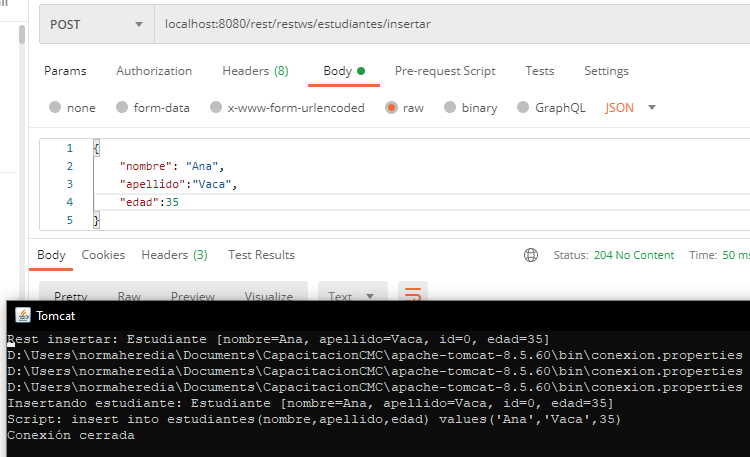 POST localhost:8080/rest/restws/estudiantes/insertar
Params Authorization Headers (8) Body Pre-request Script Tests Settings
none form-data x-www-form-urlencoded raw binary GraphQL JSON
1 {
2 "nombre": "Ana",
3 "apellido":"Vaca",
4 "edad":35
5 }
Body Cookies Headers (3) Test Results Status: 204 No Content Time: 50 ms
Pretty Raw Preview Visualize Text
Tomcat
Rest insertar: Estudiante [nombre=Ana, apellido=Vaca, id=0, edad=35]
D:\Users\normaheredia\Documents\CapacitacionCMC\apache-tomcat-8.5.60\bin\conexion.properties
D:\Users\normaheredia\Documents\CapacitacionCMC\apache-tomcat-8.5.60\bin\conexion.properties
D:\Users\normaheredia\Documents\CapacitacionCMC\apache-tomcat-8.5.60\bin\conexion.properties
Insertando estudiante: Estudiante [nombre=Ana, apellido=Vaca, id=0, edad=35]
Script: insert into estudiantes(nombre,apellido,edad) values('Ana','Vaca',35)
Conexión cerrada